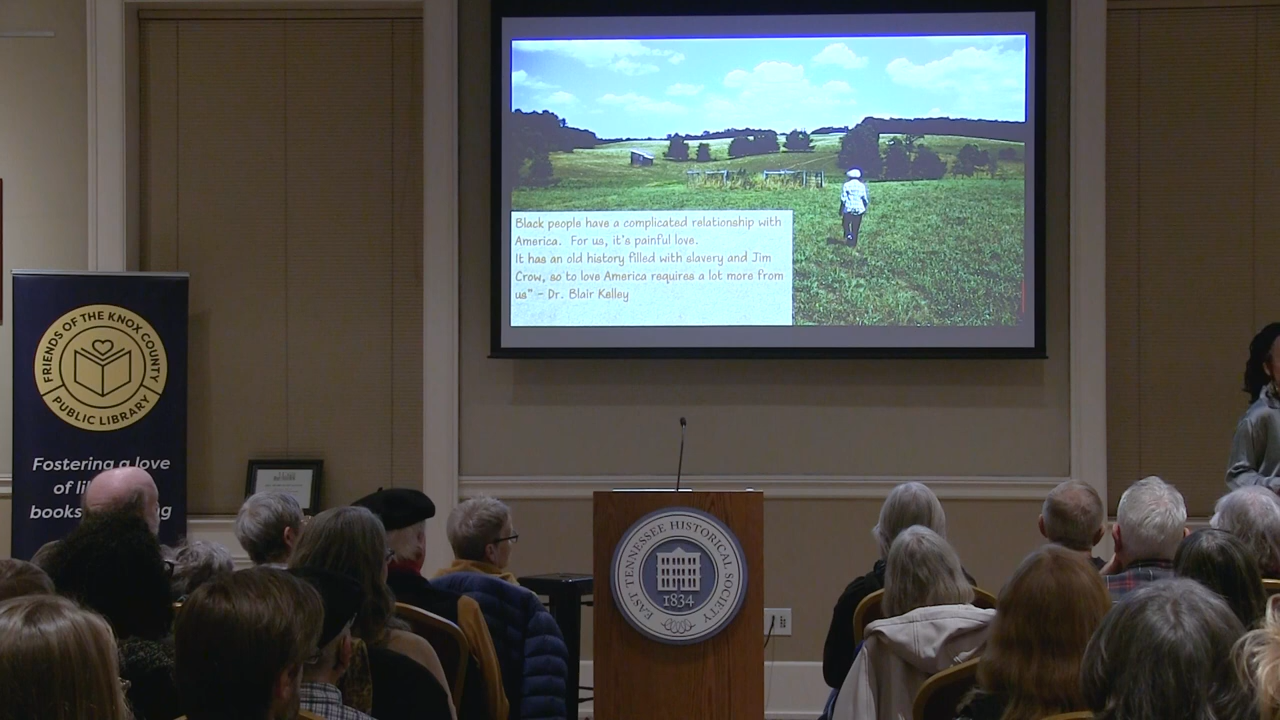 Black people have a complicated relationship with
America. For us, it's painful love.
It has an old history filled with slavery and Jim
Crow, so to love America requires a lot more from
us" - Dr. Blair Kelley
FRIENDS OF THE KNOX COUNTY
PUBLIC LIBRARY
Fostering a love
of
books
EAST TENNESSEE HISTORICAL SOCIETY
1834